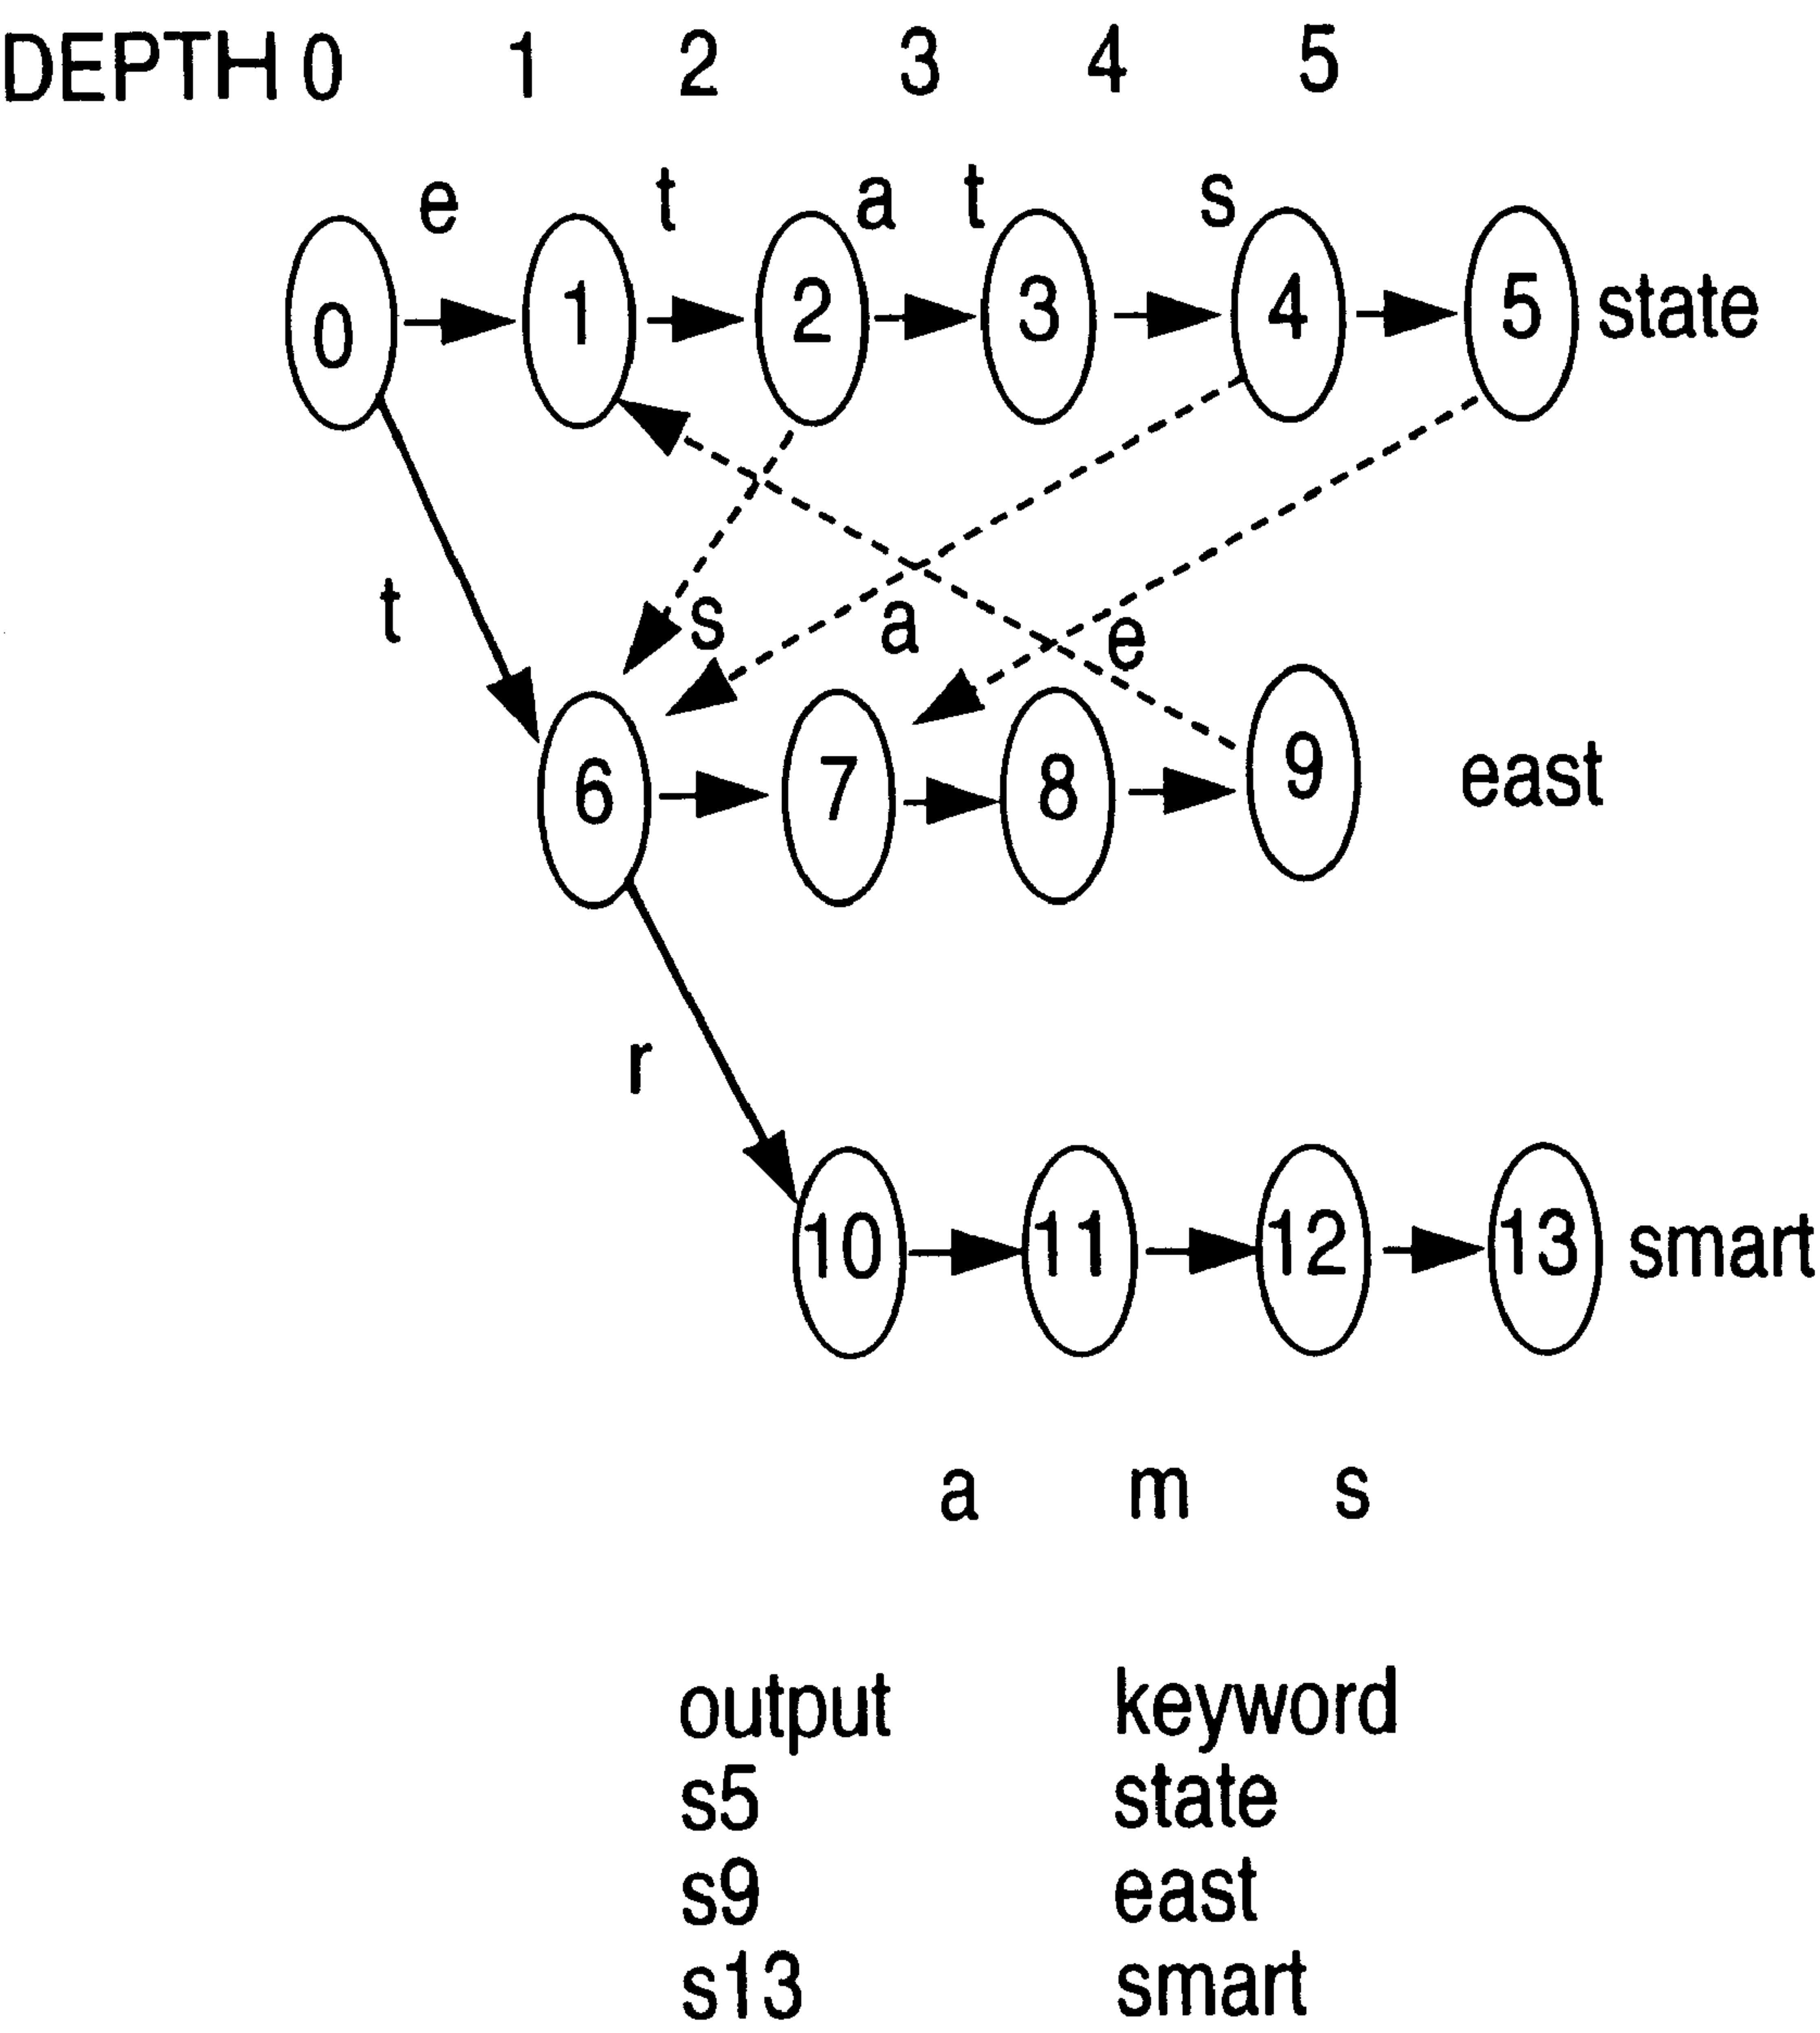 DEPTH 0 1 2 3 4 5
e t a t s
0 1 2 3 4 5 state
t s a e
6 7 8 9 east
r
10 11 12 13 smart
a m s
output keyword
s5 state
s9 east
s13 smart